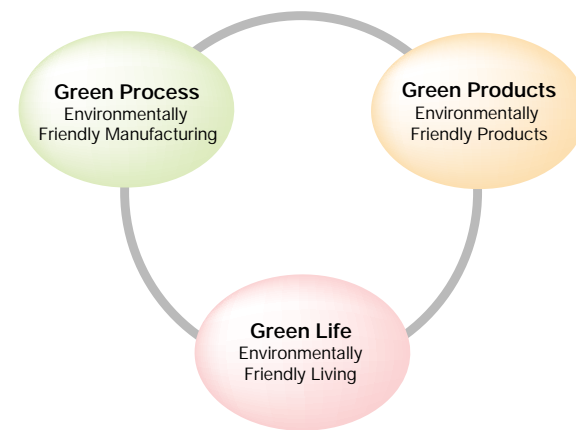 Green Process
Environmentally
Friendly Manufacturing
Green Products
Environmentally
Friendly Products
Green Life
Environmentally
Friendly Living